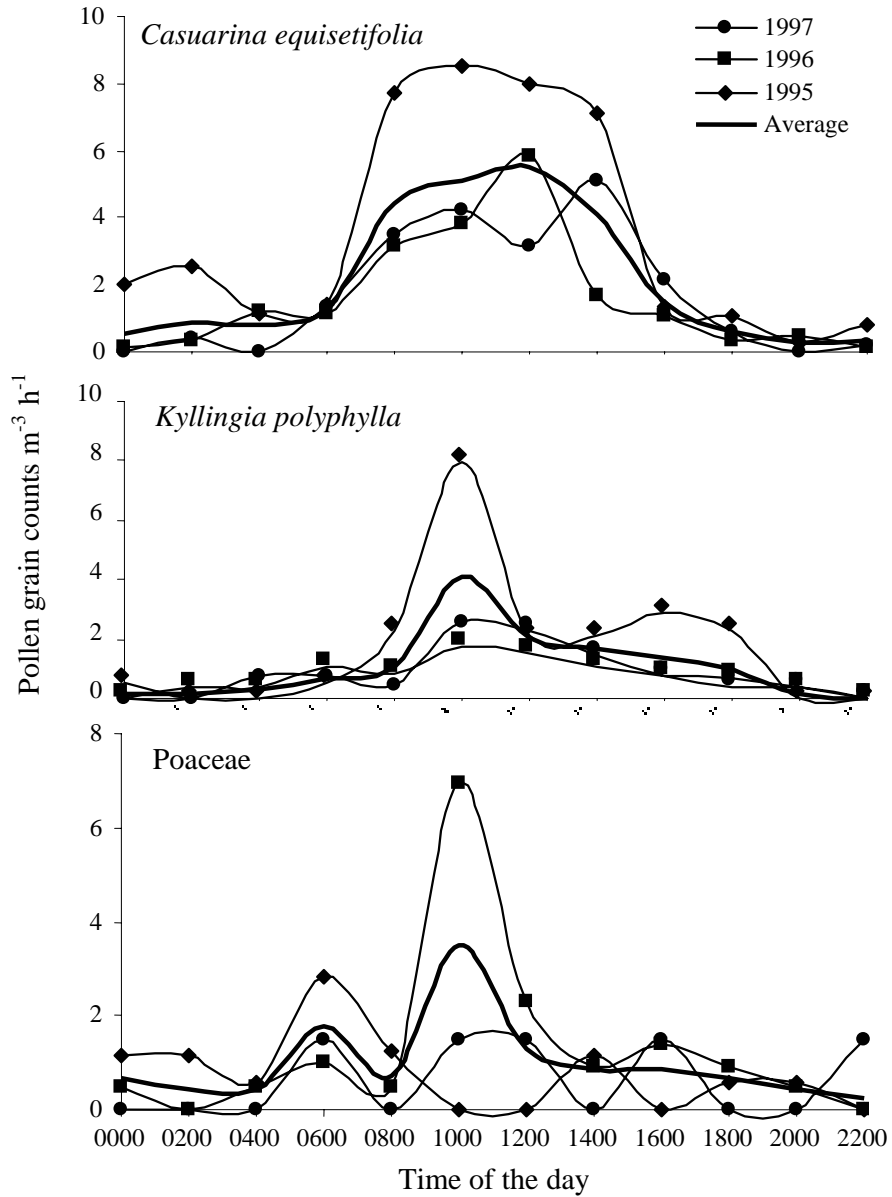 10
Casuarina equisetifolia
1997
1996
1995
Average
8
6
4
2
0
10
Kyllingia polyphylla
8
6
4
2
0
Pollen grain counts m⁻³ h⁻¹
8
Poaceae
6
4
2
0
0000 0200 0400 0600 0800 1000 1200 1400 1600 1800 2000 2200
Time of the day